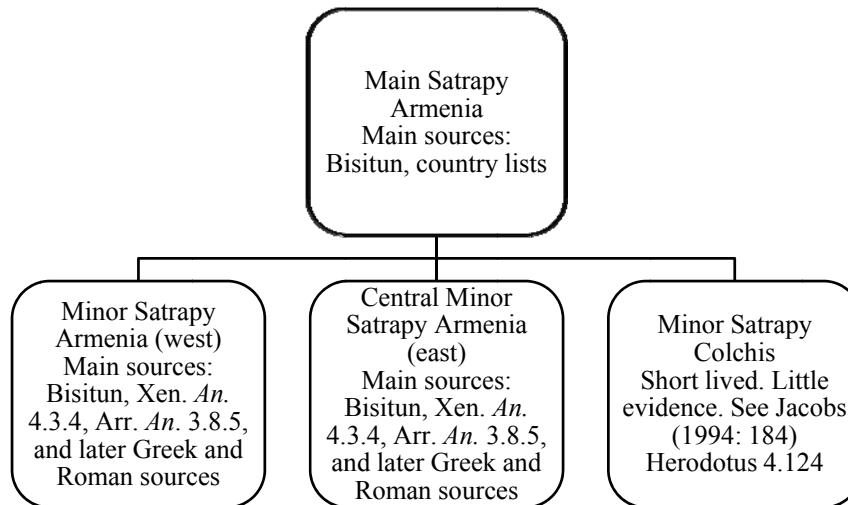 Main Satrapy
Armenia
Main sources:
Bisitun, country lists
Minor Satrapy
Armenia (west)
Main sources:
Bisitun, Xen. An.
4.3.4, Arr. An. 3.8.5,
and later Greek and
Roman sources
Central Minor
Satrapy Armenia
(east)
Main sources:
Bisitun, Xen. An.
4.3.4, Arr. An. 3.8.5,
and later Greek and
Roman sources
Minor Satrapy
Colchis
Short lived. Little
evidence. See Jacobs
(1994: 184)
Herodotus 4.124